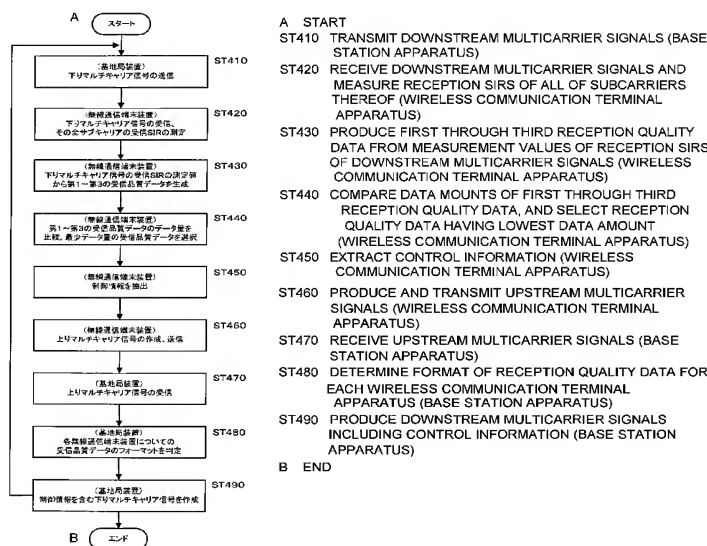 A スタート
ST410
(基地局装置)
下りマルチキャリア信号の送信
ST420
(無線通信端末装置)
下りマルチキャリア信号の受信、
その全サブキャリアの受信SIRの測定
ST430
(無線通信端末装置)
下りマルチキャリア信号の受信SIRの測定値
から第1～第3の受信品質データを生成
ST440
(無線通信端末装置)
第1～第3の受信品質データのデータ量を
比較、最少データ量の受信品質データを選択
ST450
(無線通信端末装置)
制御情報を抽出
ST460
(無線通信端末装置)
上りマルチキャリア信号の作成、送信
ST470
(基地局装置)
上りマルチキャリア信号の受信
ST480
(基地局装置)
各無線通信端末装置についての
受信品質データのフォーマットを判定
ST490
(基地局装置)
制御情報を含む下りマルチキャリア信号を作成
B エンド
A START
ST410 TRANSMIT DOWNSTREAM MULTICARRIER SIGNALS (BASE
STATION APPARATUS)
ST420 RECEIVE DOWNSTREAM MULTICARRIER SIGNALS AND
MEASURE RECEPTION SIRS OF ALL OF SUBCARRIERS
THEREOF (WIRELESS COMMUNICATION TERMINAL
APPARATUS)
ST430 PRODUCE FIRST THROUGH THIRD RECEPTION QUALITY
DATA FROM MEASUREMENT VALUES OF RECEPTION SIRS
OF DOWNSTREAM MULTICARRIER SIGNALS (WIRELESS
COMMUNICATION TERMINAL APPARATUS)
ST440 COMPARE DATA MOUNTS OF FIRST THROUGH THIRD
RECEPTION QUALITY DATA, AND SELECT RECEPTION
QUALITY DATA HAVING LOWEST DATA AMOUNT
(WIRELESS COMMUNICATION TERMINAL APPARATUS)
ST450 EXTRACT CONTROL INFORMATION (WIRELESS
COMMUNICATION TERMINAL APPARATUS)
ST460 PRODUCE AND TRANSMIT UPSTREAM MULTICARRIER
SIGNALS (WIRELESS COMMUNICATION TERMINAL
APPARATUS)
ST470 RECEIVE UPSTREAM MULTICARRIER SIGNALS (BASE
STATION APPARATUS)
ST480 DETERMINE FORMAT OF RECEPTION QUALITY DATA FOR
EACH WIRELESS COMMUNICATION TERMINAL
APPARATUS (BASE STATION APPARATUS)
ST490 PRODUCE DOWNSTREAM MULTICARRIER SIGNALS
INCLUDING CONTROL INFORMATION (BASE STATION
APPARATUS)
B END